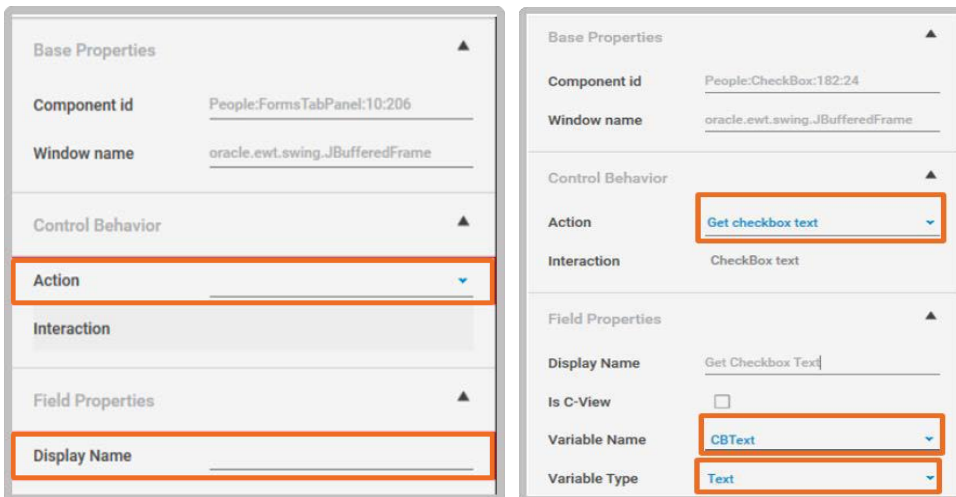 Base Properties
Component id People:FormsTabPanel:10:206
Window name oracle.ewt.swing.JBufferedFrame
Control Behavior
Action
Interaction
Field Properties
Display Name
Base Properties
Component id People:CheckBox:182:24
Window name oracle.ewt.swing.JBufferedFrame
Control Behavior
Action Get checkbox text
Interaction CheckBox text
Field Properties
Display Name Get Checkbox Text
Is C-View
Variable Name CBText
Variable Type Text